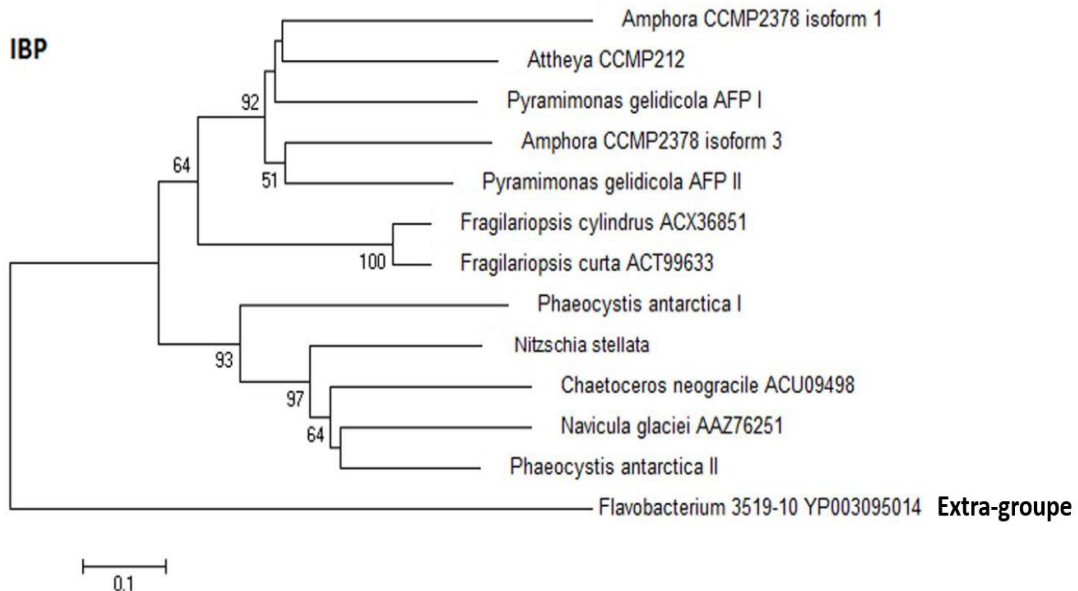 Amphora CCMP2378 isoform 1
IBP
Attheya CCMP212
92
Pyramimonas gelidicola AFP I
Amphora CCMP2378 isoform 3
64
51
Pyramimonas gelidicola AFP II
Fragilariopsis cylindrus ACX36851
100
Fragilariopsis curta ACT99633
Phaeocystis antarctica I
93
Nitzschia stellata
Chaetoceros neogracile ACU09498
97
Navicula glaciei AAZ76251
64
Phaeocystis antarctica II
Flavobacterium 3519-10 YP003095014 Extra-groupe
0.1